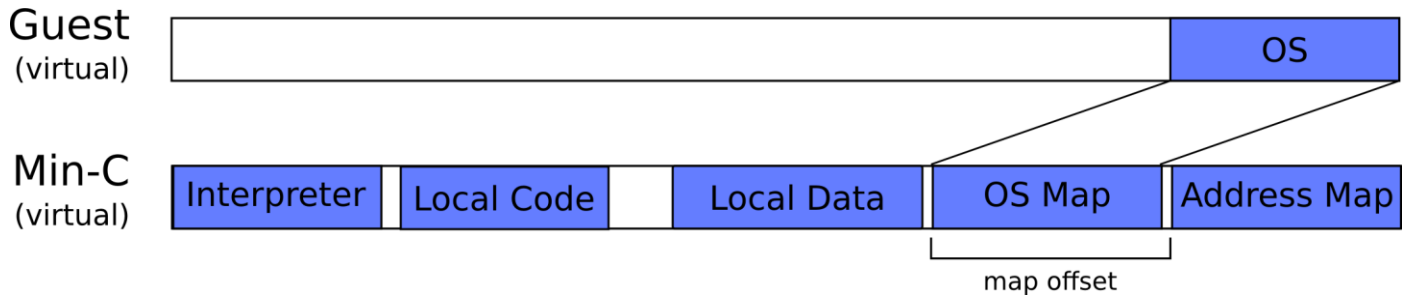 Guest
(virtual)
OS
Min-C
(virtual)
Interpreter
Local Code
Local Data
OS Map
Address Map
map offset